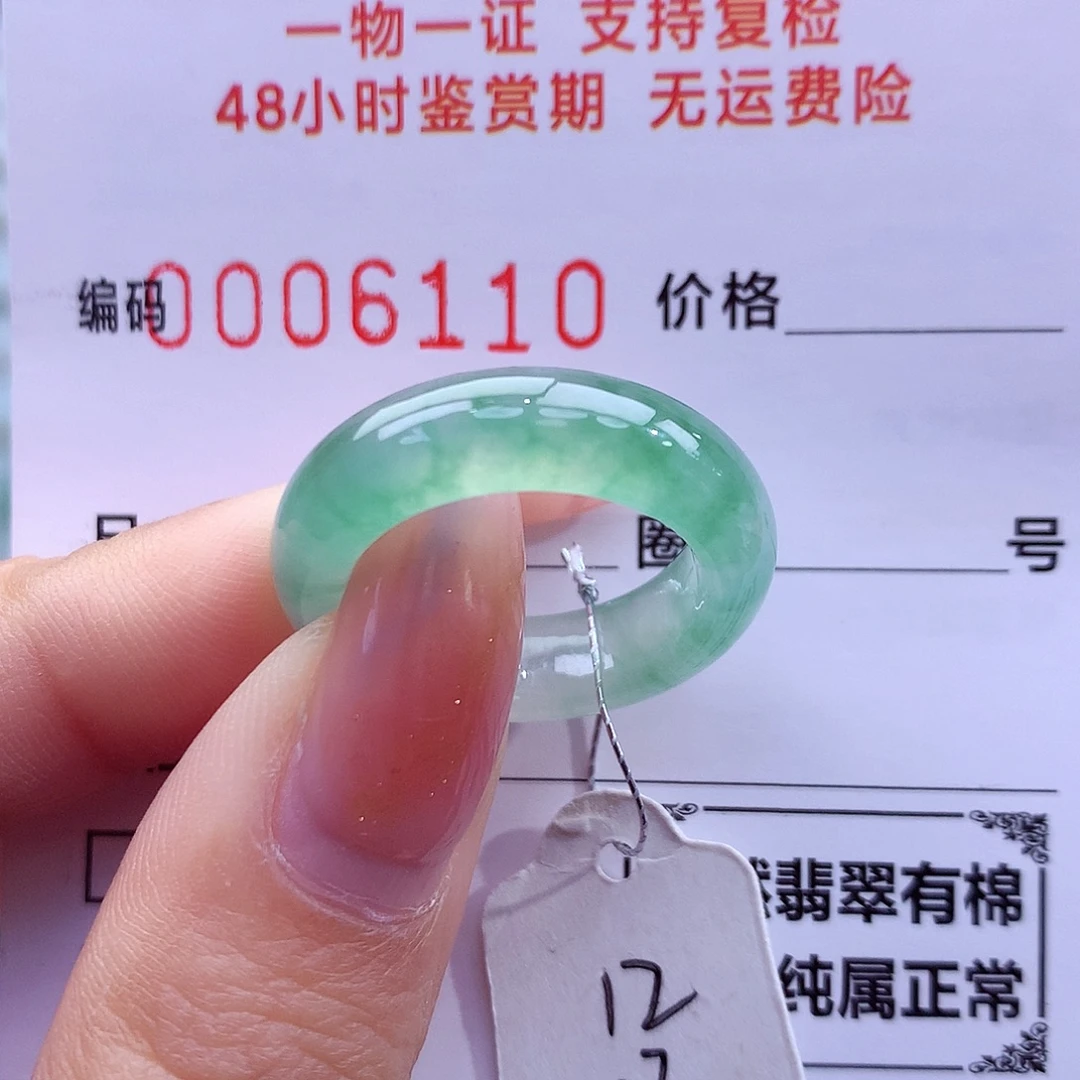 一物一证 支持复检
48小时鉴赏期 无运费险
编码 0006110 价格
圈 号
翡翠有棉
纯属正常
12